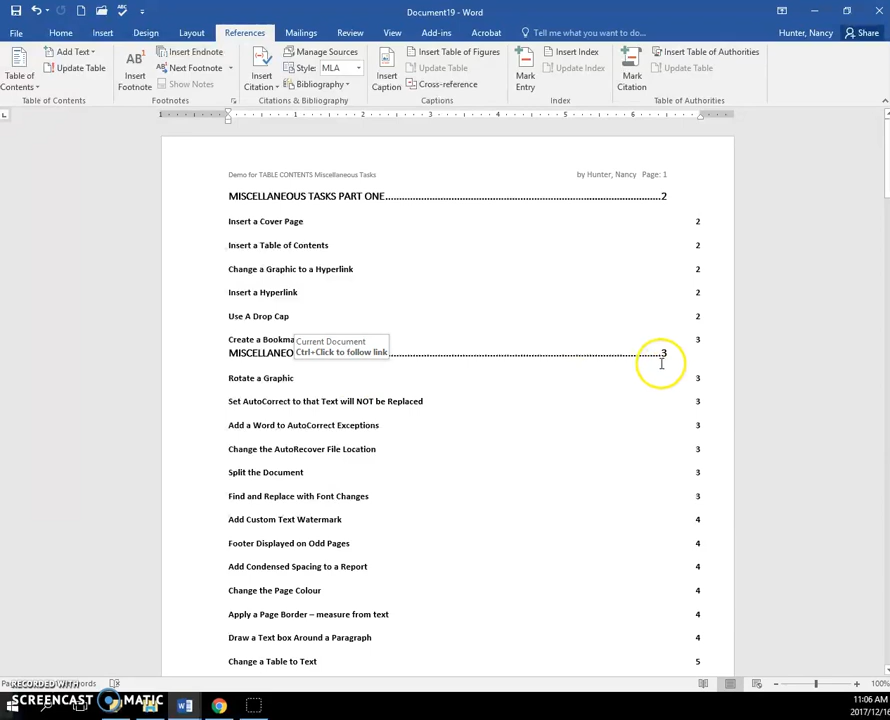 Document19 - Word
File Home Insert Design Layout References Mailings Review View Add-ins Acrobat Tell me what you want to do... Hunter, Nancy Share
Table of Contents
Add Text
Update Table
Table of Contents
AB1
Insert Footnote
Insert Endnote
Next Footnote
Show Notes
Footnotes
Insert Citation
Manage Sources
Style: MLA
Bibliography
Citations & Bibliography
Insert Caption
Insert Table of Figures
Update Table
Cross-reference
Captions
Mark Entry
Insert Index
Update Index
Index
Mark Citation
Insert Table of Authorities
Update Table
Table of Authorities
1 1 2 3 4 5 6
Demo for TABLE CONTENTS Miscellaneous Tasks by Hunter, Nancy Page: 1
MISCELLANEOUS TASKS PART ONE 2
Insert a Cover Page 2
Insert a Table of Contents 2
Change a Graphic to a Hyperlink 2
Insert a Hyperlink 2
Use A Drop Cap 2
Create a Bookma 3
Current Document
Ctrl+Click to follow link
MISCELLANEO 3
Rotate a Graphic 3
Set AutoCorrect to that Text will NOT be Replaced 3
Add a Word to AutoCorrect Exceptions 3
Change the AutoRecover File Location 3
Split the Document 3
Find and Replace with Font Changes 3
Add Custom Text Watermark 4
Footer Displayed on Odd Pages 4
Add Condensed Spacing to a Report 4
Change the Page Colour 4
Apply a Page Border – measure from text 4
Draw a Text box Around a Paragraph 4
Change a Table to Text 5
RECORDED WITH
SCREENCAST MATIC
100%
11:06 AM
2017/12/16